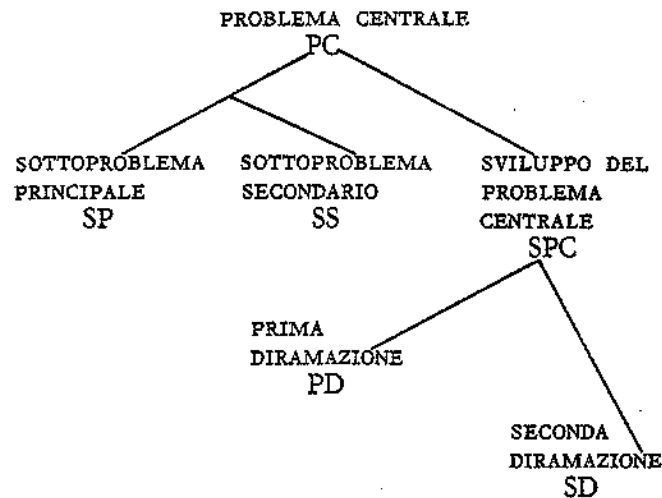 PROBLEMA CENTRALE
PC
SOTTOPROBLEMA
PRINCIPALE
SP
SOTTOPROBLEMA
SECONDARIO
SS
SVILUPPO DEL
PROBLEMA
CENTRALE
SPC
PRIMA
DIRAMAZIONE
PD
SECONDA
DIRAMAZIONE
SD